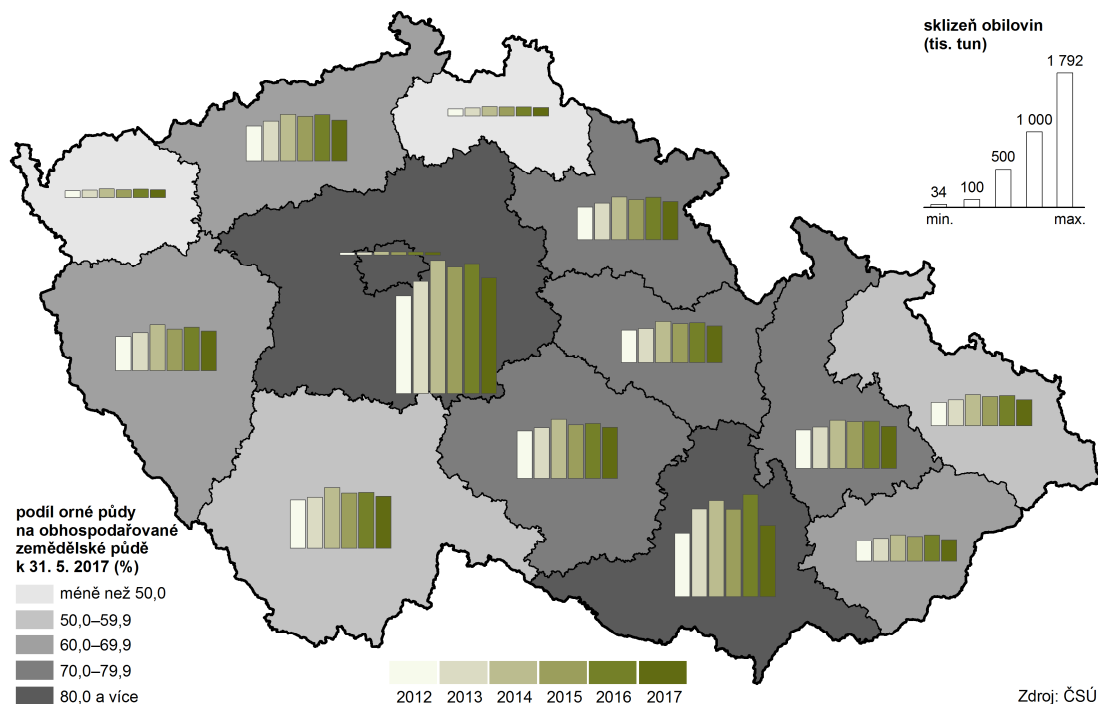 sklizeň obilovin
(tis. tun)
1 792
1 000
500
100
34
min.
max.
podíl orné půdy
na obhospodařované
zemědělské půdě
k 31. 5. 2017 (%)
méně než 50,0
50,0–59,9
60,0–69,9
70,0–79,9
80,0 a více
2012 2013 2014 2015 2016 2017
Zdroj: ČSÚ